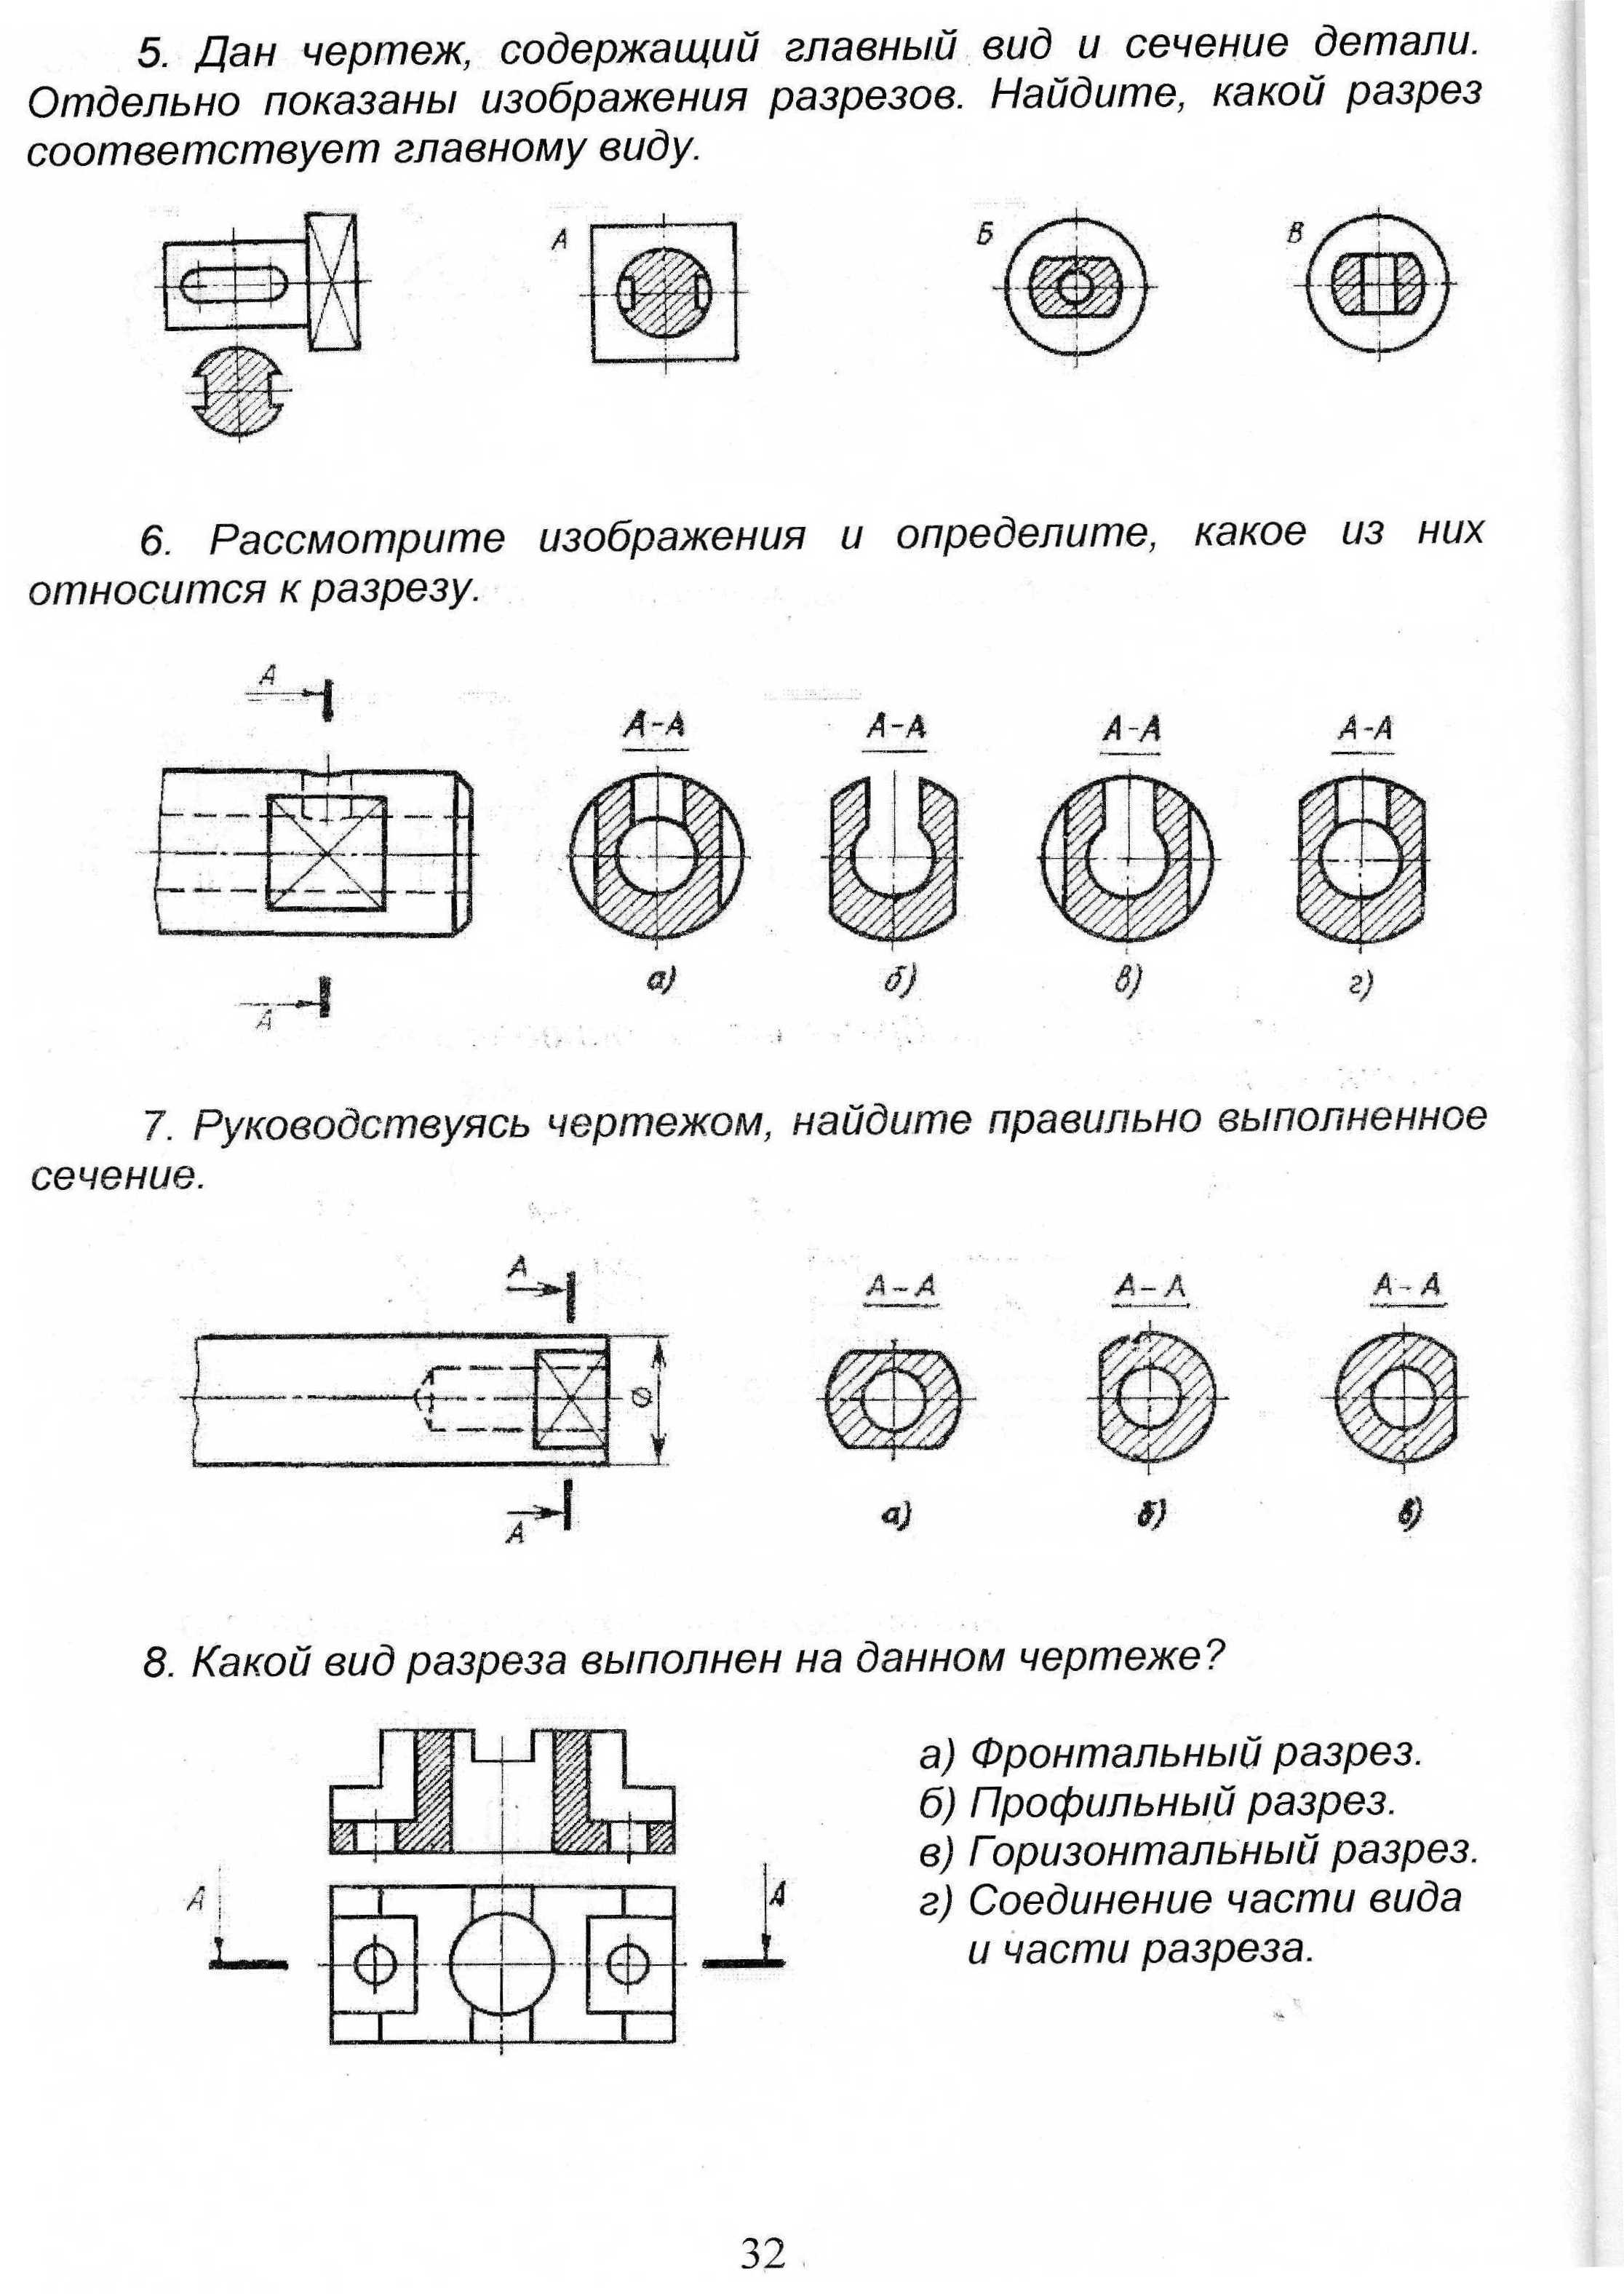 5. Дан чертеж, содержащий главный вид и сечение детали.
Отдельно показаны изображения разрезов. Найдите, какой разрез
соответствует главному виду.
А
Б
В
6. Рассмотрите изображения и определите, какое из них
относится к разрезу.
А
А-А
А-А
А-А
А-А
а)
б)
в)
г)
А
7. Руководствуясь чертежом, найдите правильно выполненное
сечение.
А
А-А
А-А
А-А
Ø
А
а)
б)
в)
8. Какой вид разреза выполнен на данном чертеже?
а) Фронтальный разрез.
б) Профильный разрез.
в) Горизонтальный разрез.
г) Соединение части вида
и части разреза.
А
А
32